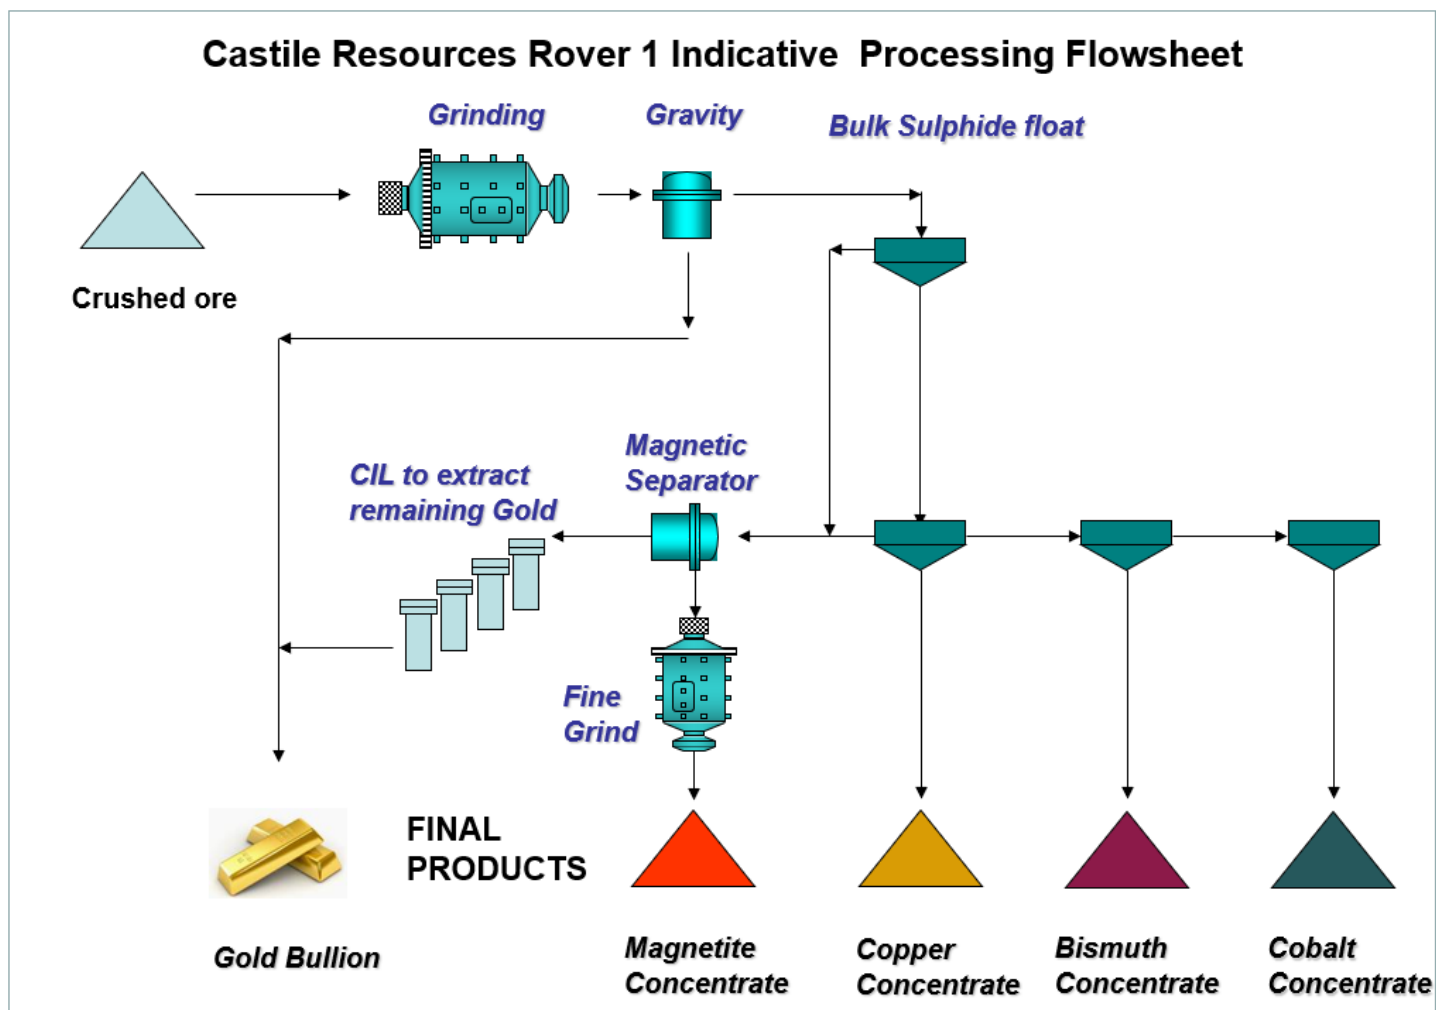 Castile Resources Rover 1 Indicative  Processing Flowsheet
Grinding
Gravity
Bulk Sulphide float
Crushed ore
Magnetic
Separator
CIL to extract
remaining Gold
Fine
Grind
FINAL
PRODUCTS
Gold Bullion
Magnetite
Concentrate
Copper
Concentrate
Bismuth
Concentrate
Cobalt
Concentrate